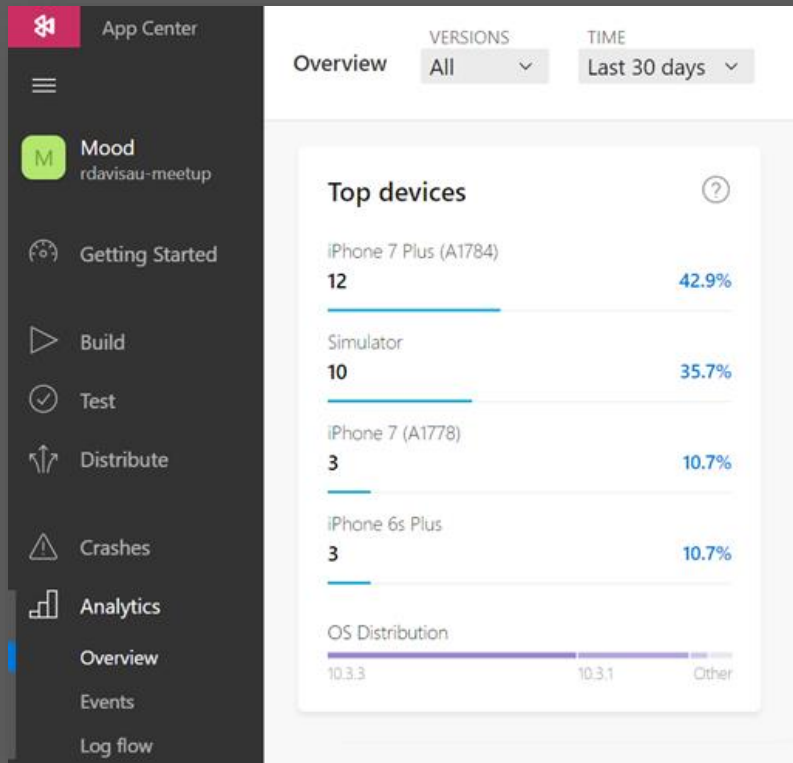 App Center
M
Mood
rdavisau-meetup
Getting Started
Build
Test
Distribute
Crashes
Analytics
Overview
Events
Log flow
Overview
VERSIONS
All
TIME
Last 30 days
Top devices
?
iPhone 7 Plus (A1784)
12 42.9%
Simulator
10 35.7%
iPhone 7 (A1778)
3 10.7%
iPhone 6s Plus
3 10.7%
OS Distribution
10.3.3 10.3.1 Other